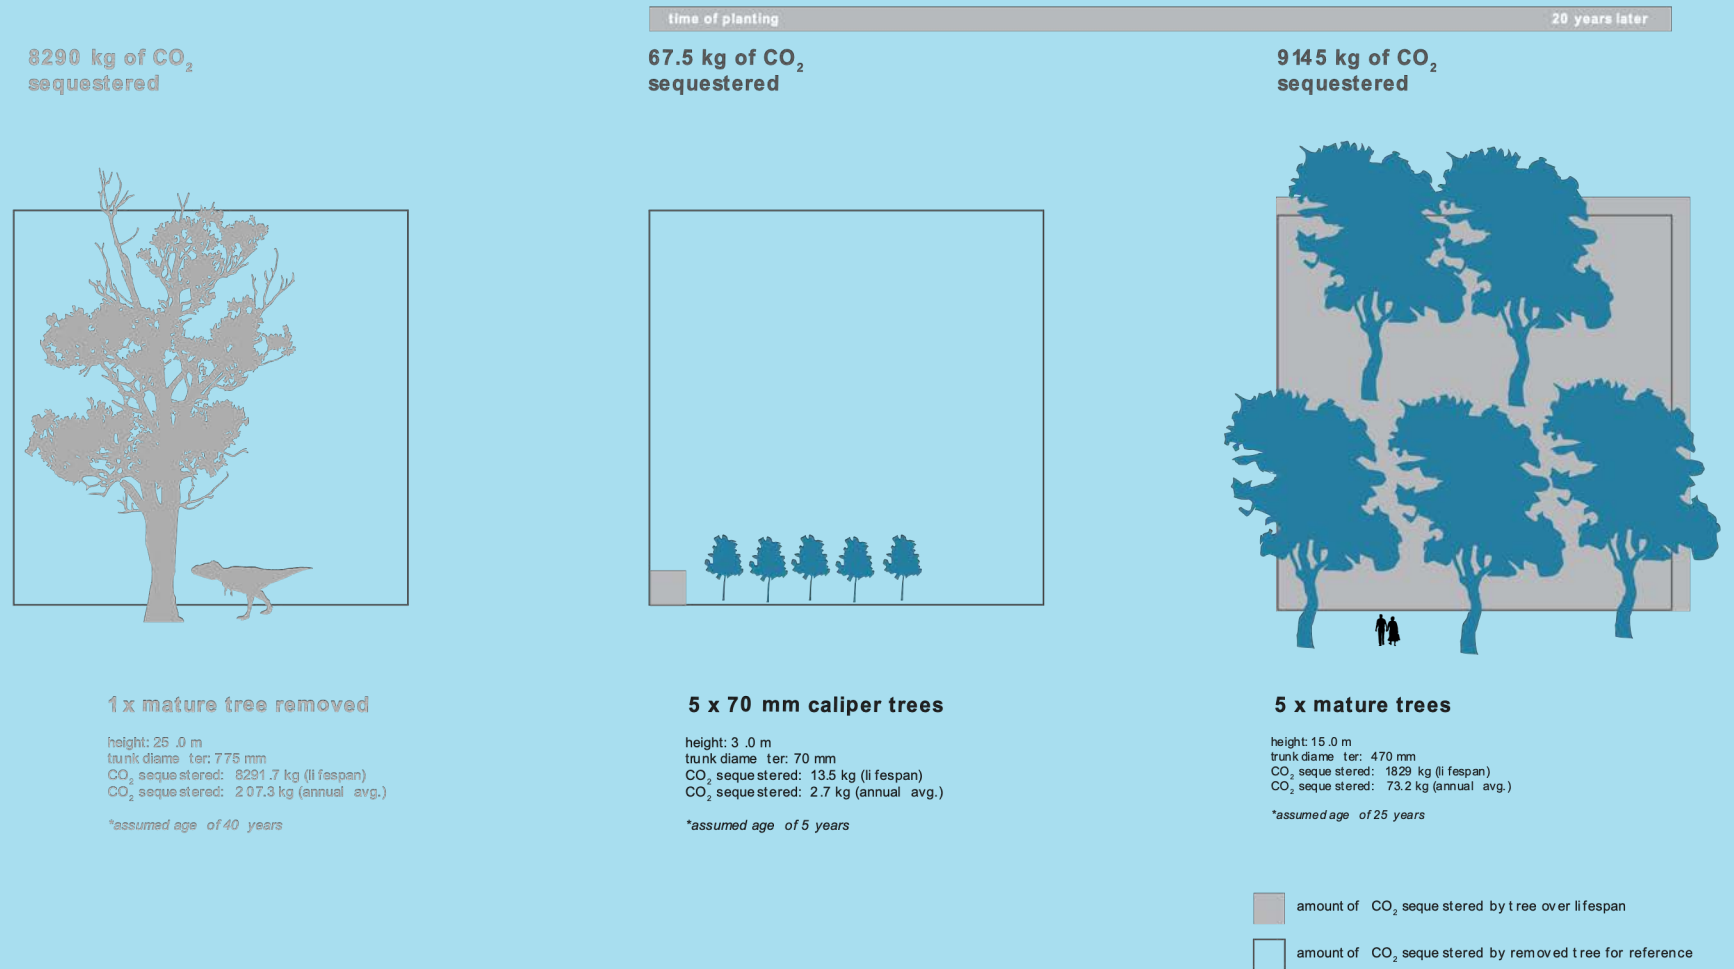 time of planting
20 years later
8290 kg of CO2
sequestered
67.5 kg of CO2
sequestered
9145 kg of CO2
sequestered
1 x mature tree removed
height: 25 .0 m
trunk diame ter: 775 mm
CO2 seque stered: 8291 .7 kg (li fespan)
CO2 seque stered: 2 07.3 kg (annual avg.)
*assumed age of 40 years
5 x 70 mm caliper trees
height: 3 .0 m
trunk diame ter: 70 mm
CO2 seque stered: 13.5 kg (li fespan)
CO2 seque stered: 2.7 kg (annual avg.)
*assumed age of 5 years
5 x mature trees
height: 15 .0 m
trunk diame ter: 470 mm
CO2 seque stered: 1829 kg (li fespan)
CO2 seque stered: 73.2 kg (annual avg.)
*assumed age of 25 years
amount of CO2 seque stered by t ree over li fespan
amount of CO2 seque stered by rem ov ed t ree for reference